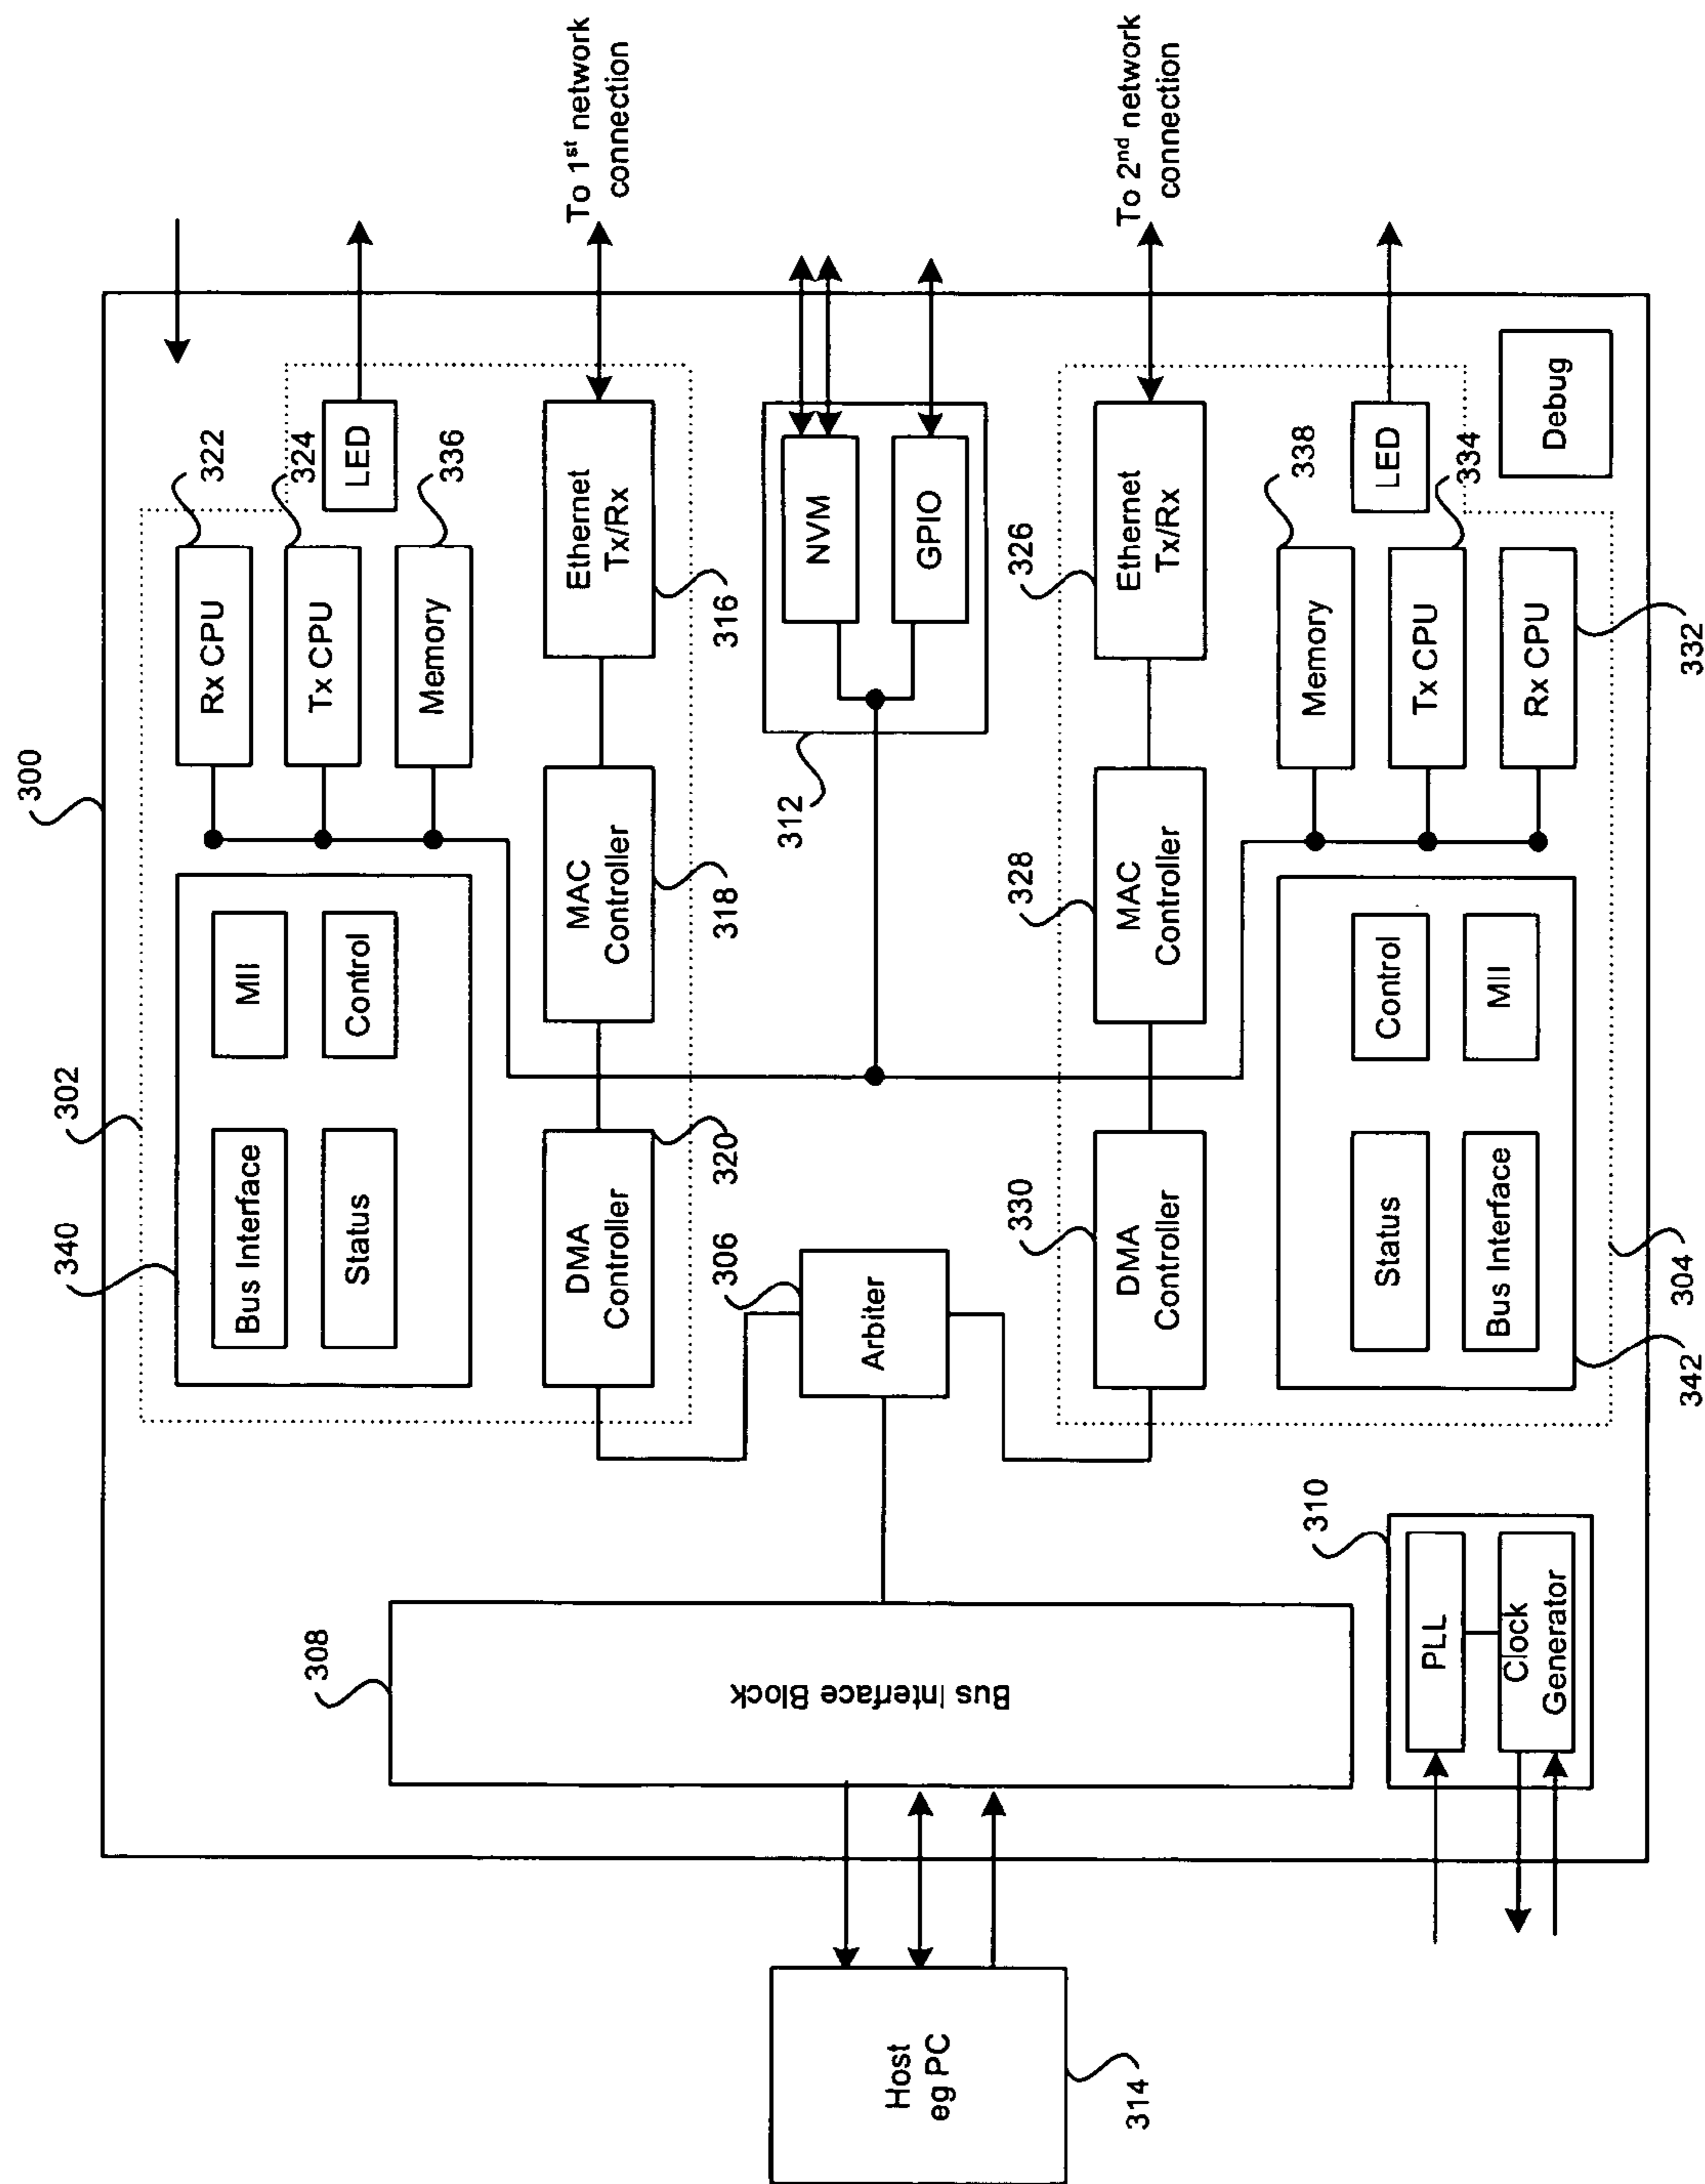 300
302
340
322
Bus Interface
MII
Rx CPU
324
Status
Control
Tx CPU
LED
336
Memory
DMA
Controller
MAC
Controller
Ethernet
Tx/Rx
To 1st network
connection
320
318
316
308
306
312
NVM
GPIO
Host
eg PC
Bus Interface Block
Arbiter
314
330
328
326
DMA
Controller
MAC
Controller
Ethernet
Tx/Rx
To 2nd network
connection
310
338
Memory
Status
Control
Tx CPU
LED
334
PLL
Bus Interface
MII
Rx CPU
Clock
Generator
Debug
342
304
332